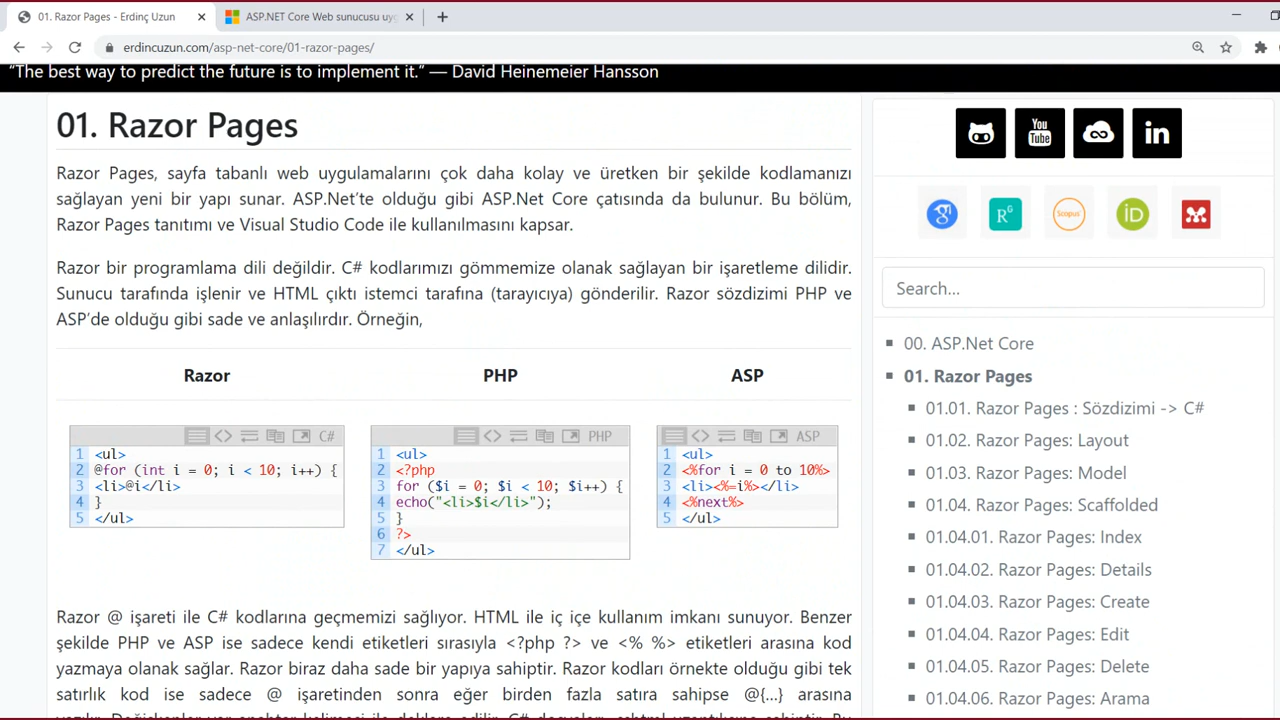 01. Razor Pages - Erdinç Uzun
ASP.NET Core Web sunucusu uyg
erdincuzun.com/asp-net-core/01-razor-pages/
“The best way to predict the future is to implement it.” — David Heinemeier Hansson
01. Razor Pages
Razor Pages, sayfa tabanlı web uygulamalarını çok daha kolay ve üretken bir şekilde kodlamanızı
sağlayan yeni bir yapı sunar. ASP.Net’te olduğu gibi ASP.Net Core çatısında da bulunur. Bu bölüm,
Razor Pages tanıtımı ve Visual Studio Code ile kullanılmasını kapsar.
Razor bir programlama dili değildir. C# kodlarımızı gömmemize olanak sağlayan bir işaretleme dilidir.
Sunucu tarafında işlenir ve HTML çıktı istemci tarafına (tarayıcıya) gönderilir. Razor sözdizimi PHP ve
ASP’de olduğu gibi sade ve anlaşılırdır. Örneğin,
Razor
C#
1 <ul>
2 @for (int i = 0; i < 10; i++) {
3 <li>@i</li>
4 }
5 </ul>
PHP
PHP
1 <ul>
2 <?php
3 for ($i = 0; $i < 10; $i++) {
4 echo("<li>$i</li>");
5 }
6 ?>
7 </ul>
ASP
ASP
1 <ul>
2 <%for i = 0 to 10%>
3 <li><%=i%></li>
4 <%next%>
5 </ul>
Razor @ işareti ile C# kodlarına geçmemizi sağlıyor. HTML ile iç içe kullanım imkanı sunuyor. Benzer
şekilde PHP ve ASP ise sadece kendi etiketleri sırasıyla <?php ?> ve <% %> etiketleri arasına kod
yazmaya olanak sağlar. Razor biraz daha sade bir yapıya sahiptir. Razor kodları örnekte olduğu gibi tek
satırlık kod ise sadece @ işaretinden sonra eğer birden fazla satıra sahipse @{…} arasına
You Tube
in
R G
Scopus
iD
Search...
00. ASP.Net Core
01. Razor Pages
01.01. Razor Pages : Sözdizimi -> C#
01.02. Razor Pages: Layout
01.03. Razor Pages: Model
01.04. Razor Pages: Scaffolded
01.04.01. Razor Pages: Index
01.04.02. Razor Pages: Details
01.04.03. Razor Pages: Create
01.04.04. Razor Pages: Edit
01.04.05. Razor Pages: Delete
01.04.06. Razor Pages: Arama